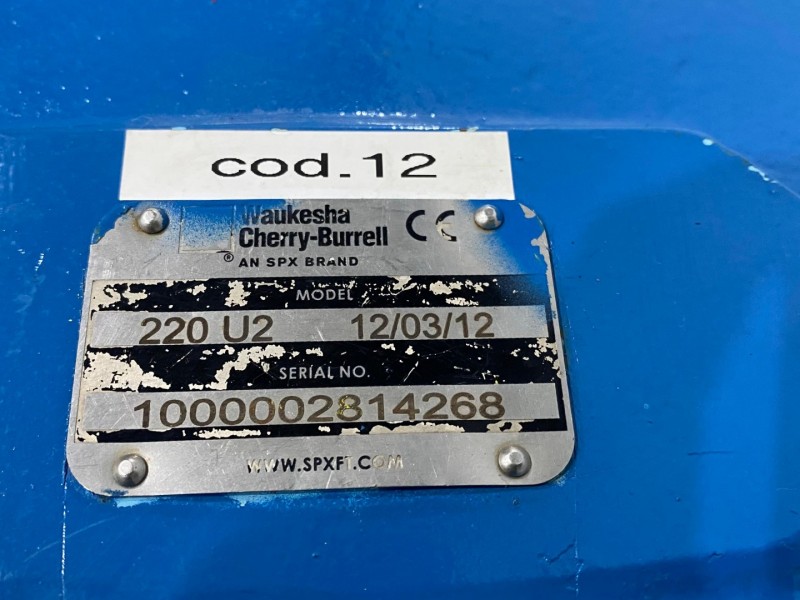 cod.12
Waukesha
Cherry-Burrell CE
® AN SPX BRAND
MODEL
220 U2 12/03/12
SERIAL NO.
1000002814268
WWW.SPXFT.COM